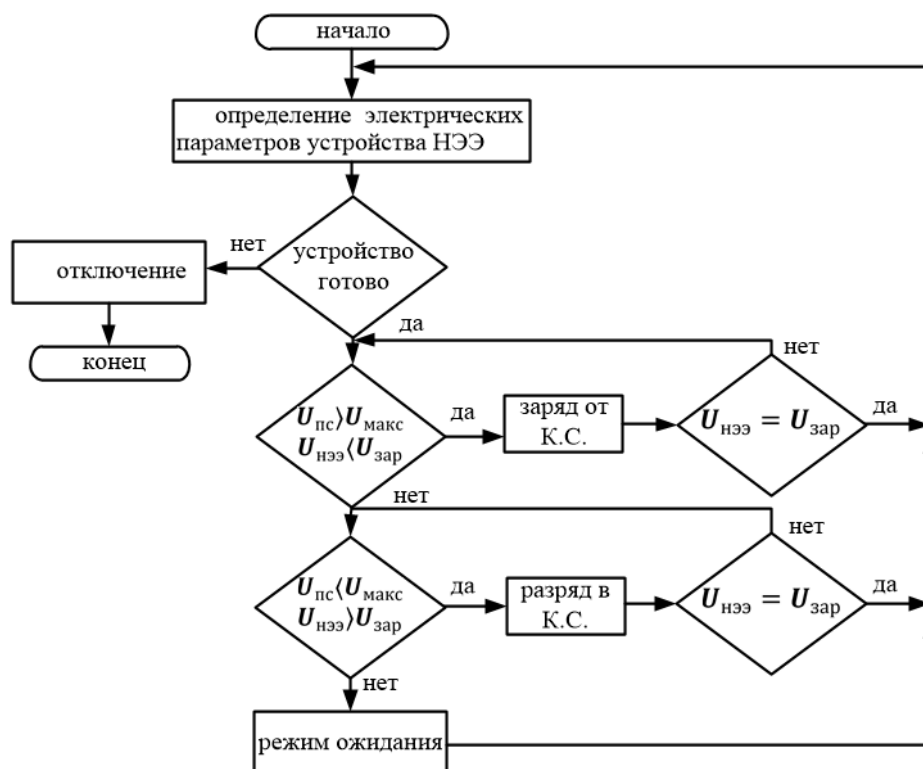 начало
определение электрических
параметров устройства НЭЭ
нет
устройство
готово
отключение
да
конец
нет
U_пс⟩U_макс
U_нээ⟨U_зар
да
заряд от
К.С.
U_нээ = U_зар
да
нет
нет
U_пс⟨U_макс
U_нээ⟩U_зар
да
разряд в
К.С.
U_нээ = U_зар
да
нет
режим ожидания